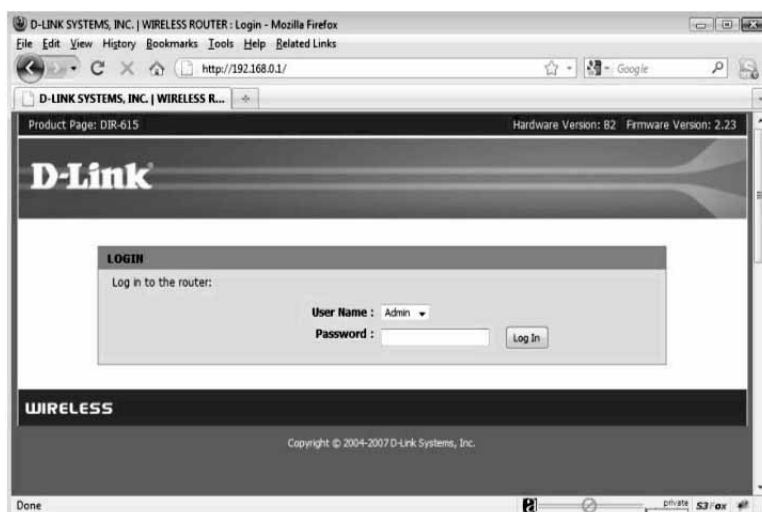 D-LINK SYSTEMS, INC. | WIRELESS ROUTER : Login - Mozilla Firefox
File Edit View History Bookmarks Tools Help Related Links
http://192.168.0.1/
Google
D-LINK SYSTEMS, INC. | WIRELESS R...
Product Page: DIR-615 Hardware Version: B2 Firmware Version: 2.23
D-Link
LOGIN
Log in to the router:
User Name : Admin
Password : Log In
WIRELESS
Copyright © 2004-2007 D-Link Systems, Inc.
Done private S3Fox